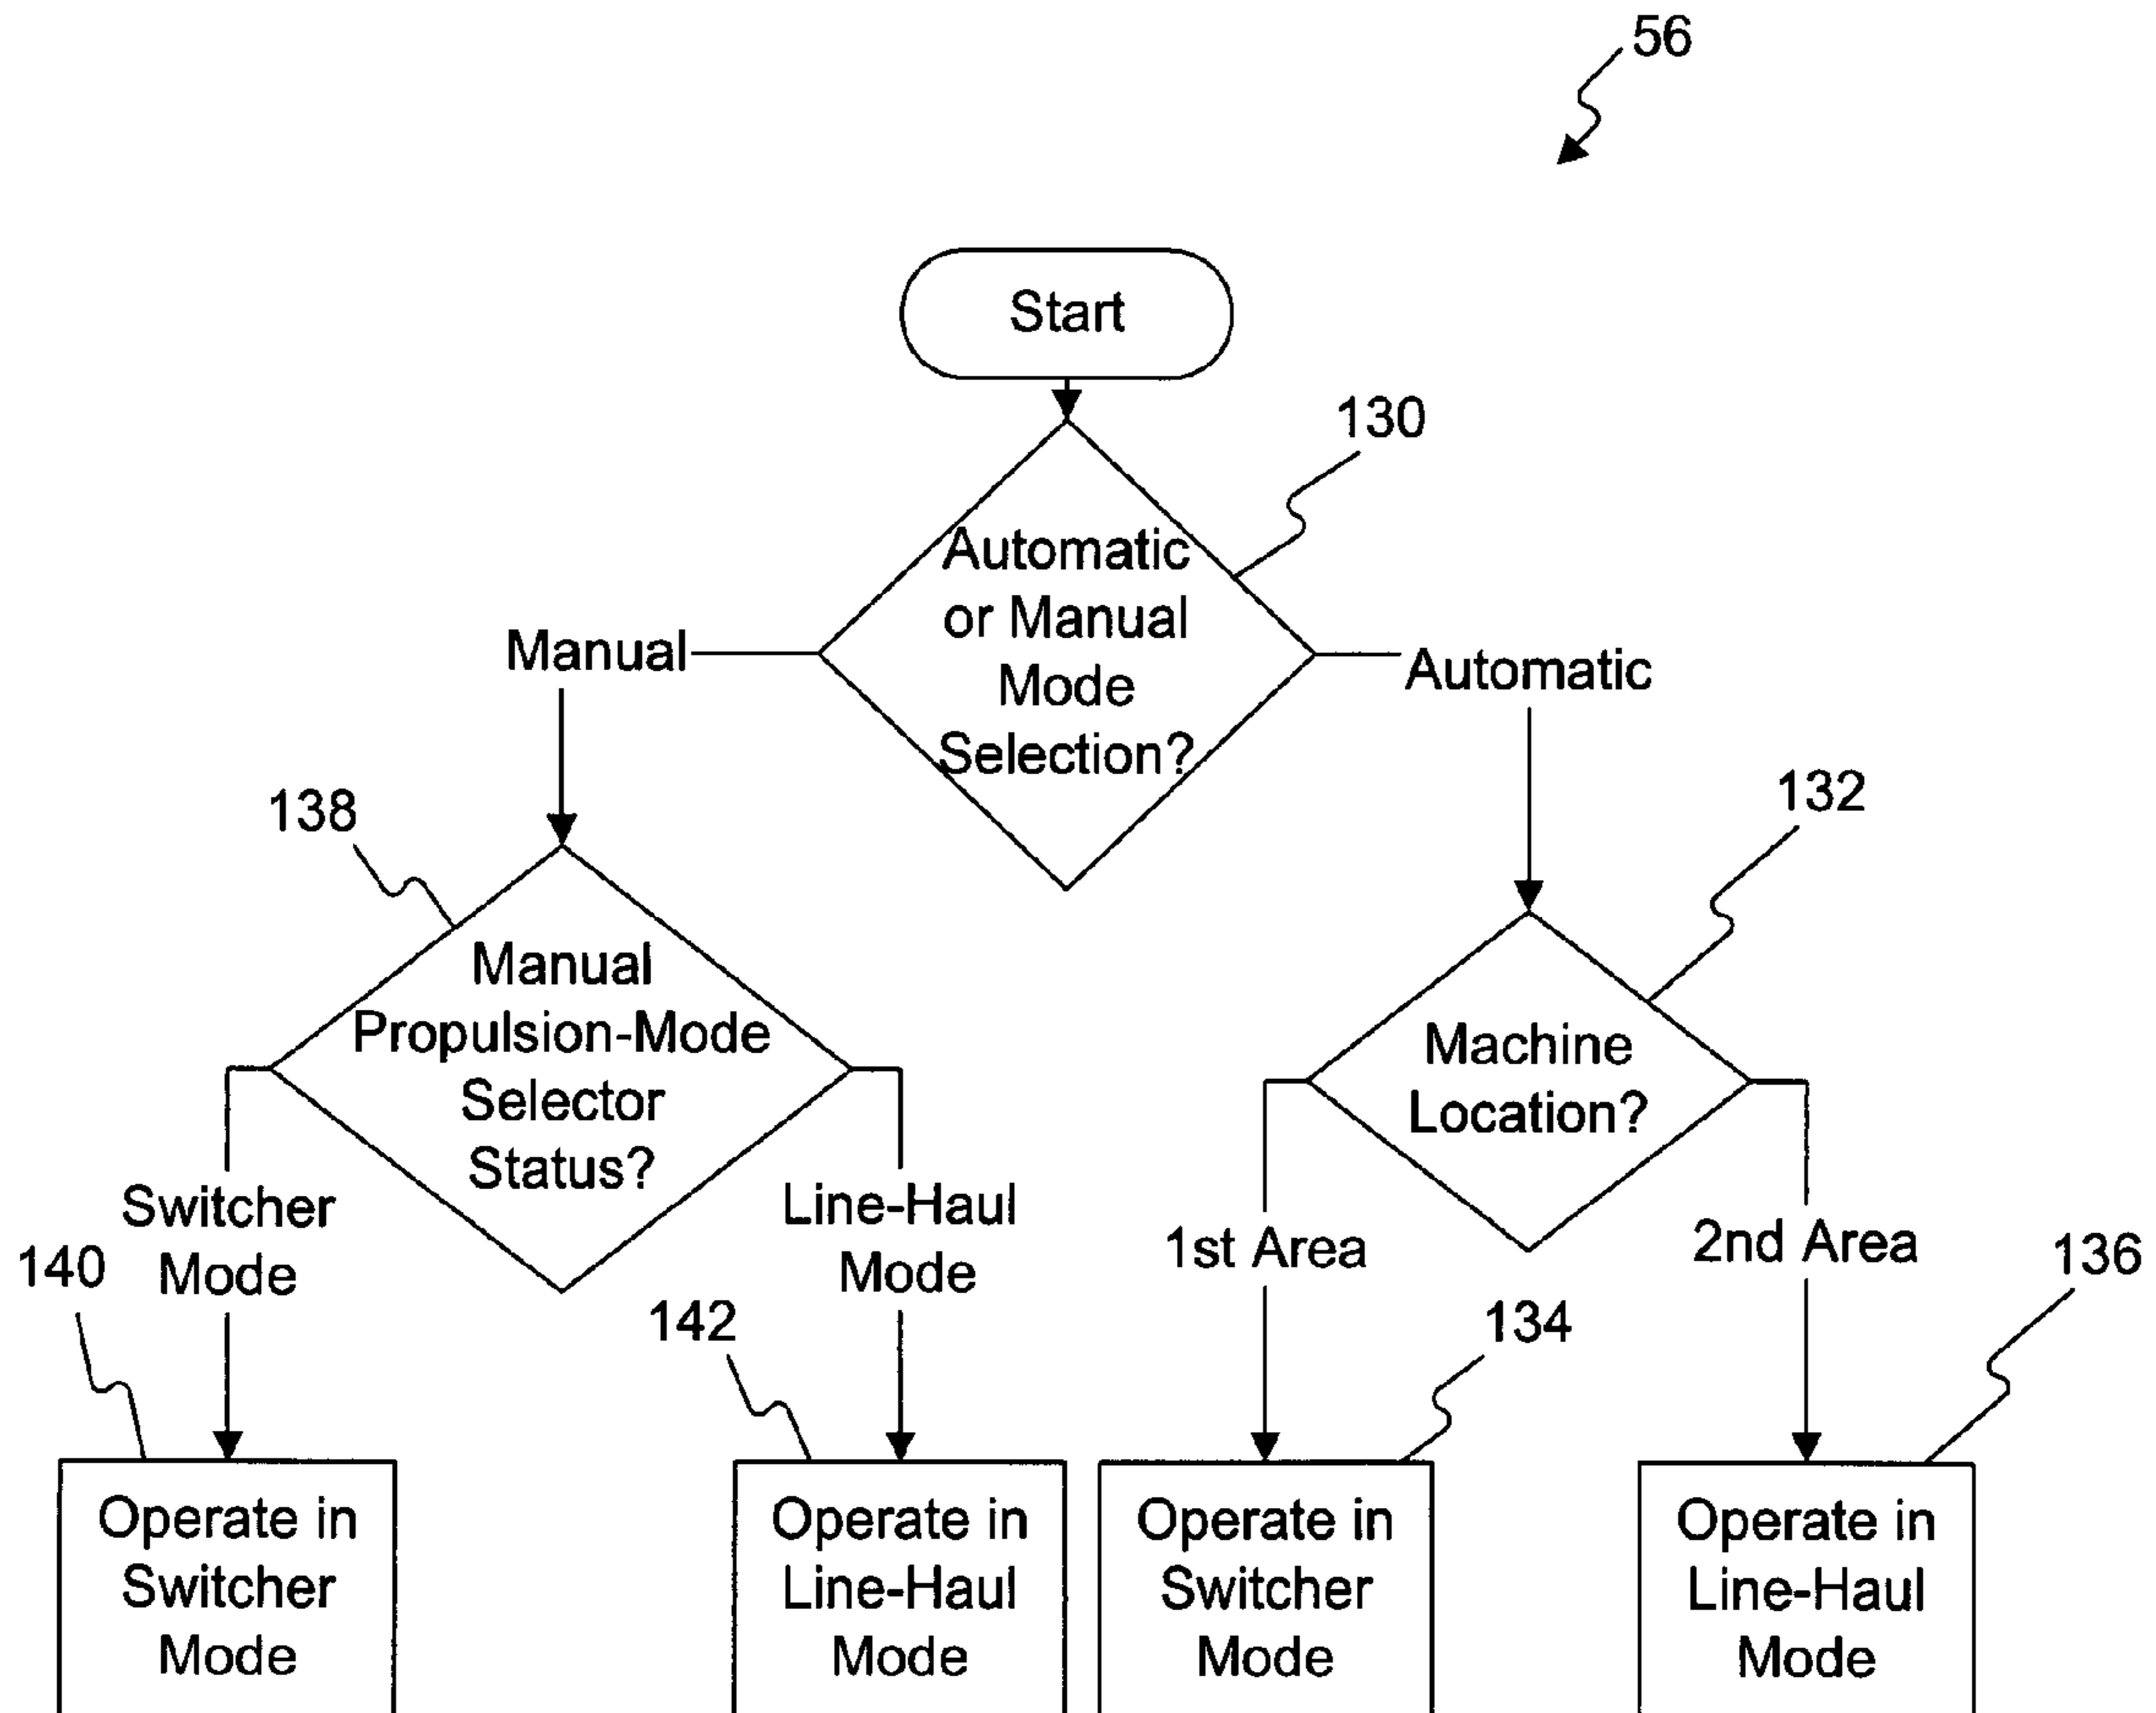 56
Start
130
Automatic
or Manual
Mode
Selection?
Manual
Automatic
138
132
Manual
Propulsion-Mode
Selector
Status?
Machine
Location?
Switcher
Mode
Line-Haul
Mode
1st Area
2nd Area
140
142
134
136
Operate in
Switcher
Mode
Operate in
Line-Haul
Mode
Operate in
Switcher
Mode
Operate in
Line-Haul
Mode